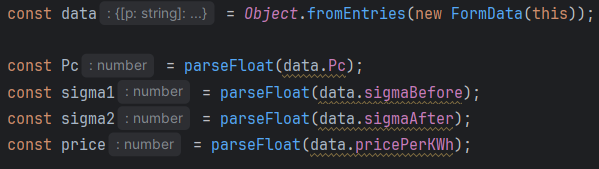 const data : {[p: string]: ...}  = Object.fromEntries(new FormData(this));
const Pc : number  = parseFloat(data.Pc);
const sigma1 : number  = parseFloat(data.sigmaBefore);
const sigma2 : number  = parseFloat(data.sigmaAfter);
const price : number  = parseFloat(data.pricePerKWh);